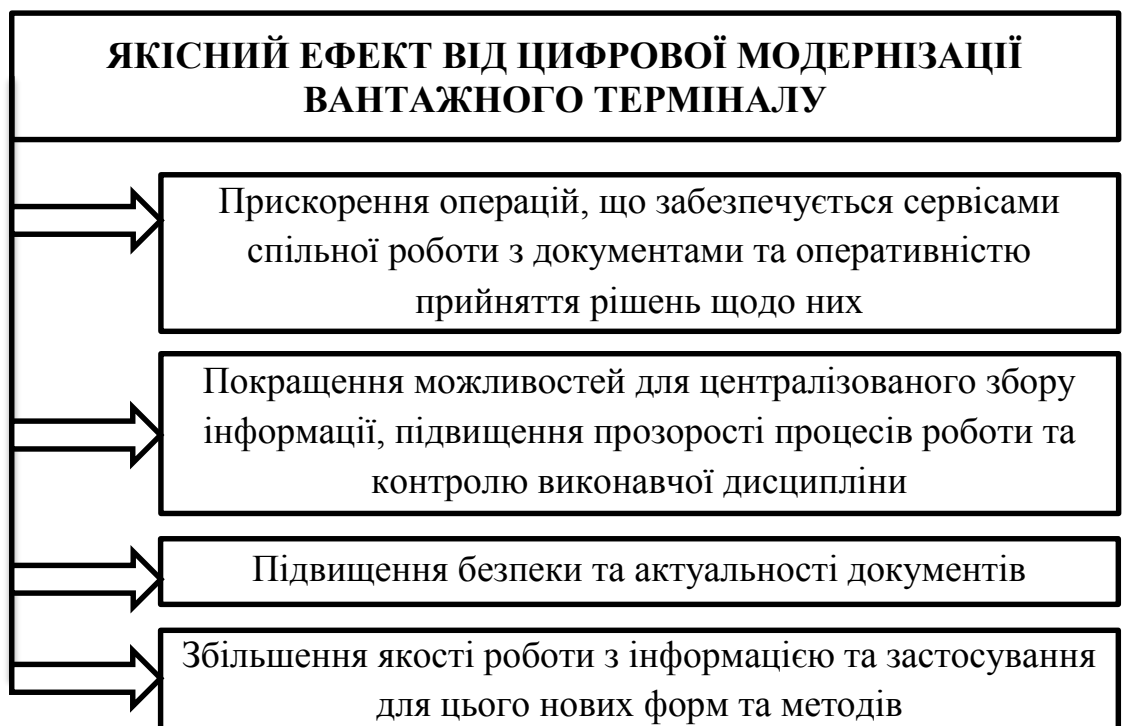 ЯКІСНИЙ ЕФЕКТ ВІД ЦИФРОВОЇ МОДЕРНІЗАЦІЇ
ВАНТАЖНОГО ТЕРМІНАЛУ
Прискорення операцій, що забезпечується сервісами
спільної роботи з документами та оперативністю
прийняття рішень щодо них
Покращення можливостей для централізованого збору
інформації, підвищення прозорості процесів роботи та
контролю виконавчої дисципліни
Підвищення безпеки та актуальності документів
Збільшення якості роботи з інформацією та застосування
для цього нових форм та методів